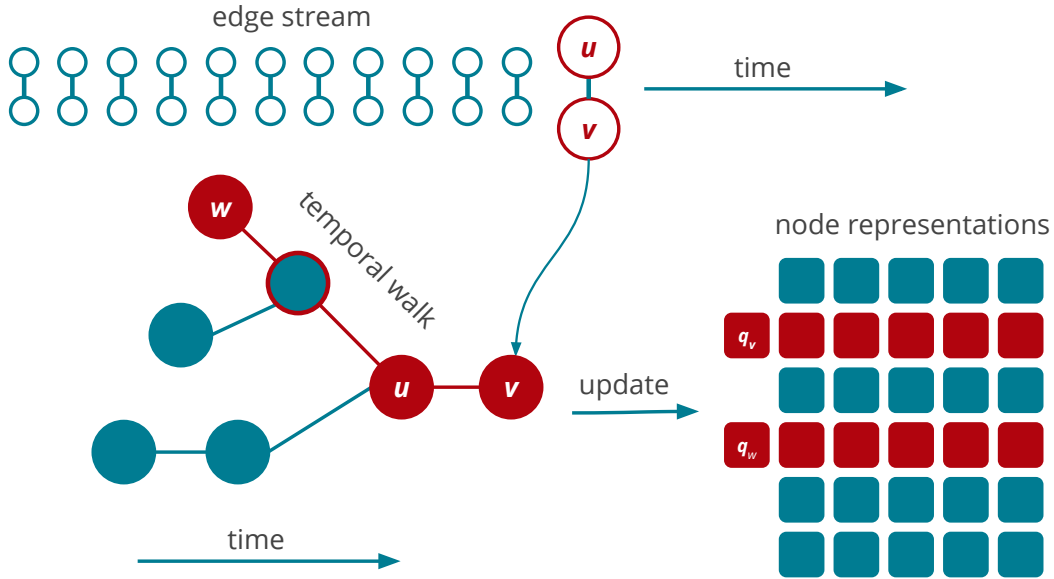 edge stream
u
time
v
w
temporal walk
node representations
q_v
u
v
update
q_w
time